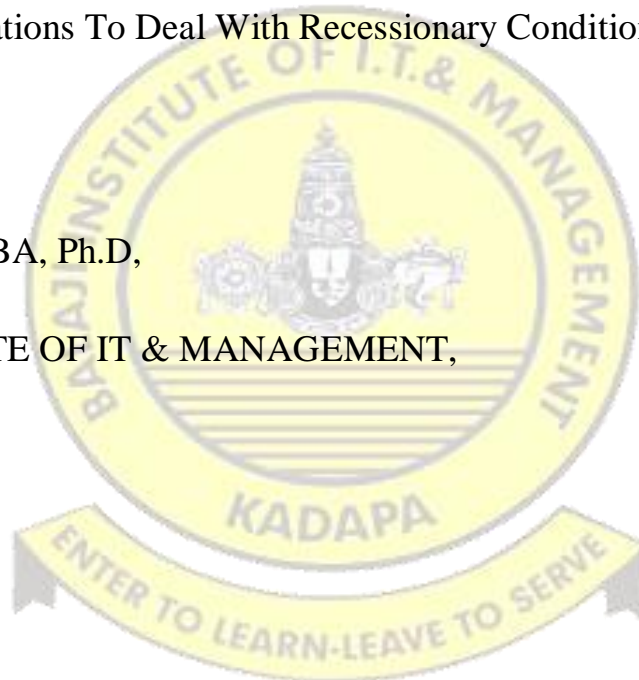 ations To Deal With Recessionary Condition
BA, Ph.D,
TE OF IT & MANAGEMENT,
BALAJI INSTITUTE OF I.T.& MANAGEMENT
KADAPA
ENTER TO LEARN-LEAVE TO SERVE